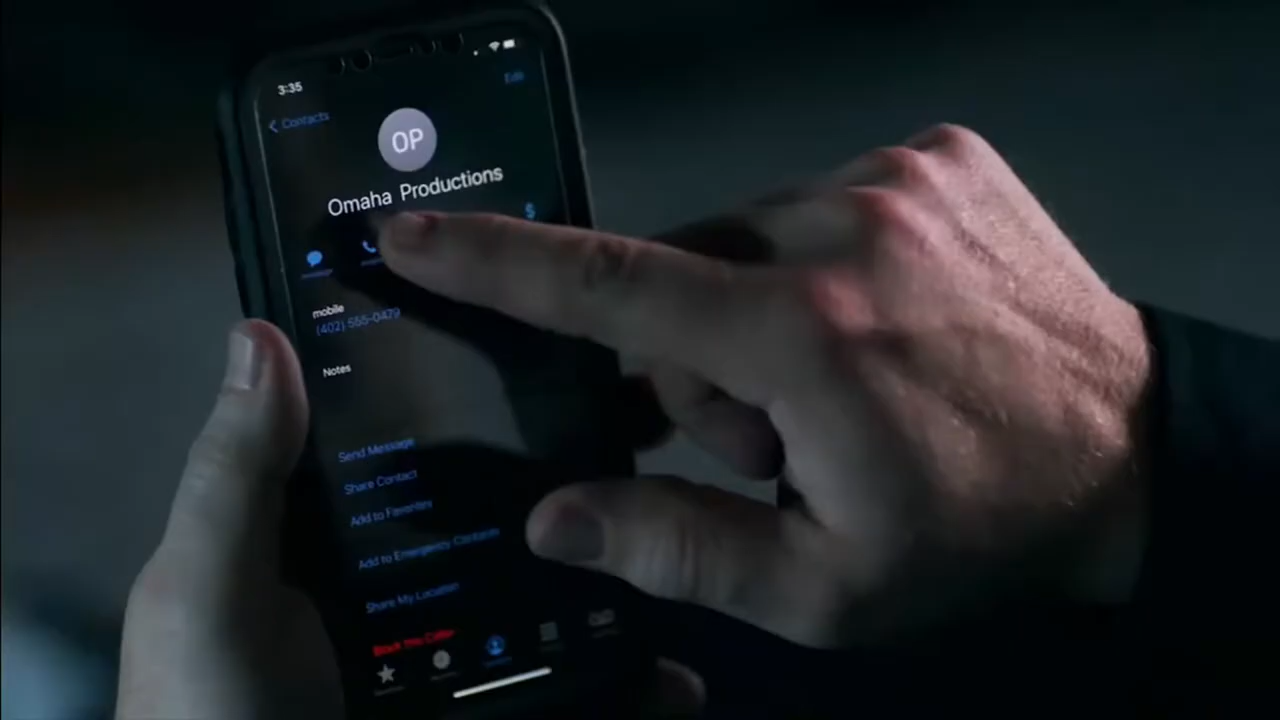 3:35
Edit
Contacts
OP
Omaha Productions
$
mobile
(402) 555-0479
Notes
Send Message
Share Contact
Add to Favorites
Add to Emergency Contacts
Share My Location
Block this Caller